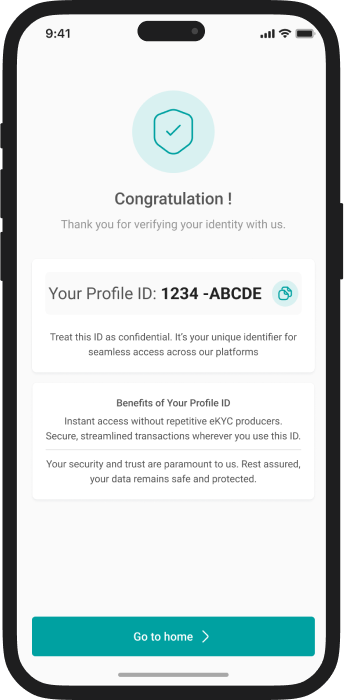 9:41
Congratulation !
Thank you for verifying your identity with us.
Your Profile ID: 1234 -ABCDE
Treat this ID as confidential. It's your unique identifier for
seamless access across our platforms
Benefits of Your Profile ID
Instant access without repetitive eKYC producers.
Secure, streamlined transactions wherever you use this ID.
Your security and trust are paramount to us. Rest assured,
your data remains safe and protected.
Go to home